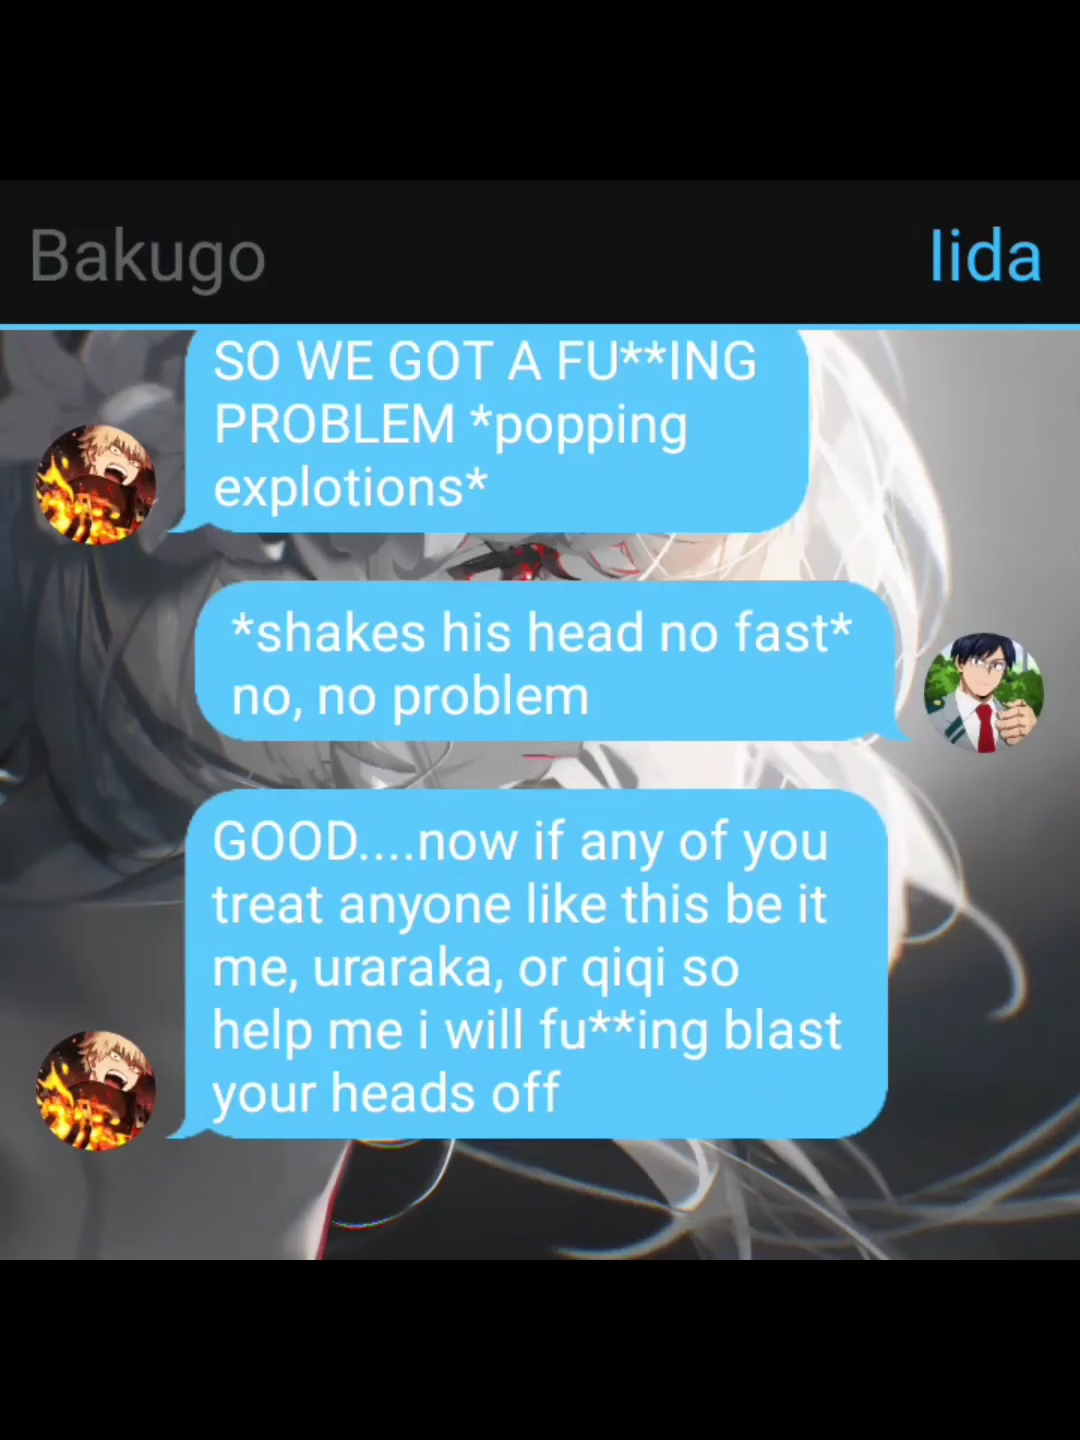 Bakugo
Iida
SO WE GOT A FU**ING
PROBLEM *popping
explotions*
*shakes his head no fast*
no, no problem
GOOD....now if any of you
treat anyone like this be it
me, uraraka, or qiqi so
help me i will fu**ing blast
your heads off